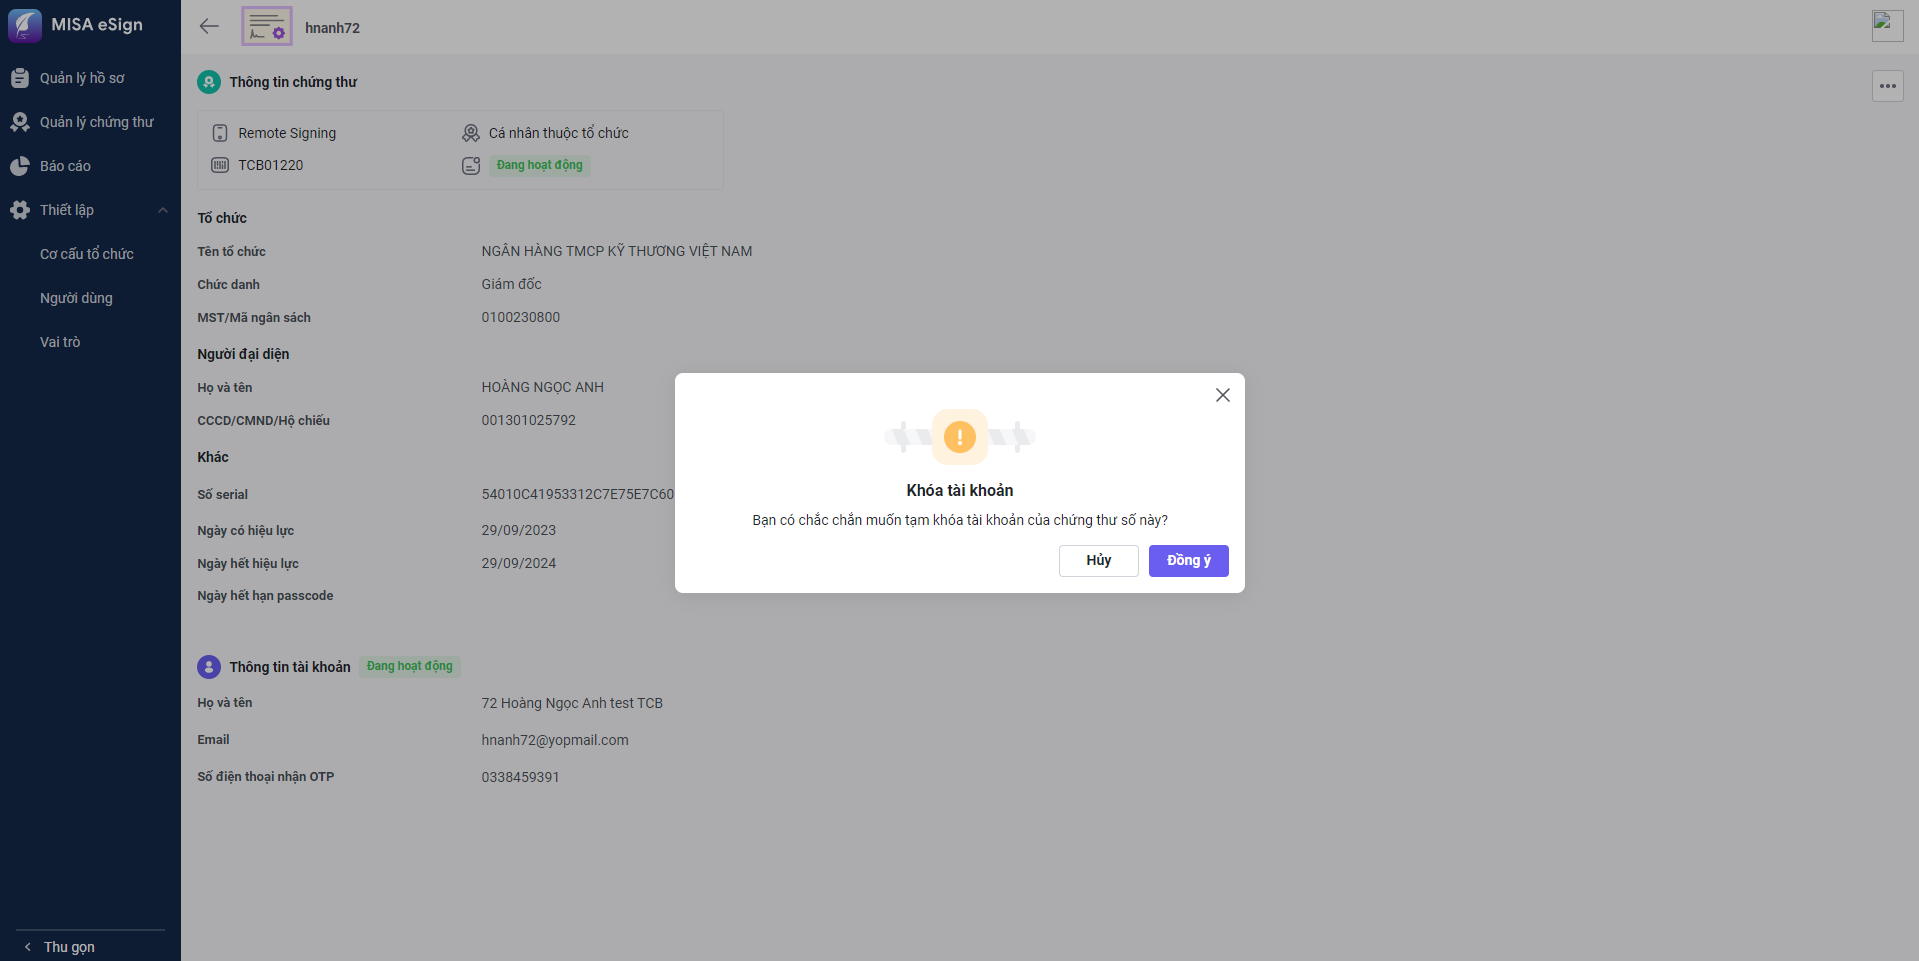 MISA eSign
hnanh72
Quản lý hồ sơ
Quản lý chứng thư
Báo cáo
Thiết lập
Cơ cấu tổ chức
Người dùng
Vai trò
Thu gọn
Thông tin chứng thư
Remote Signing
Cá nhân thuộc tổ chức
TCB01220
Đang hoạt động
Tổ chức
Tên tổ chức NGÂN HÀNG TMCP KỸ THƯƠNG VIỆT NAM
Chức danh Giám đốc
MST/Mã ngân sách 0100230800
Người đại diện
Họ và tên HOÀNG NGỌC ANH
CCCD/CMND/Hộ chiếu 001301025792
Khác
Số serial 54010C41953312C7E75E7C60
Ngày có hiệu lực 29/09/2023
Ngày hết hiệu lực 29/09/2024
Ngày hết hạn passcode
Thông tin tài khoản Đang hoạt động
Họ và tên 72 Hoàng Ngọc Anh test TCB
Email hnanh72@yopmail.com
Số điện thoại nhận OTP 0338459391
Khóa tài khoản
Bạn có chắc chắn muốn tạm khóa tài khoản của chứng thư số này?
Hủy
Đồng ý